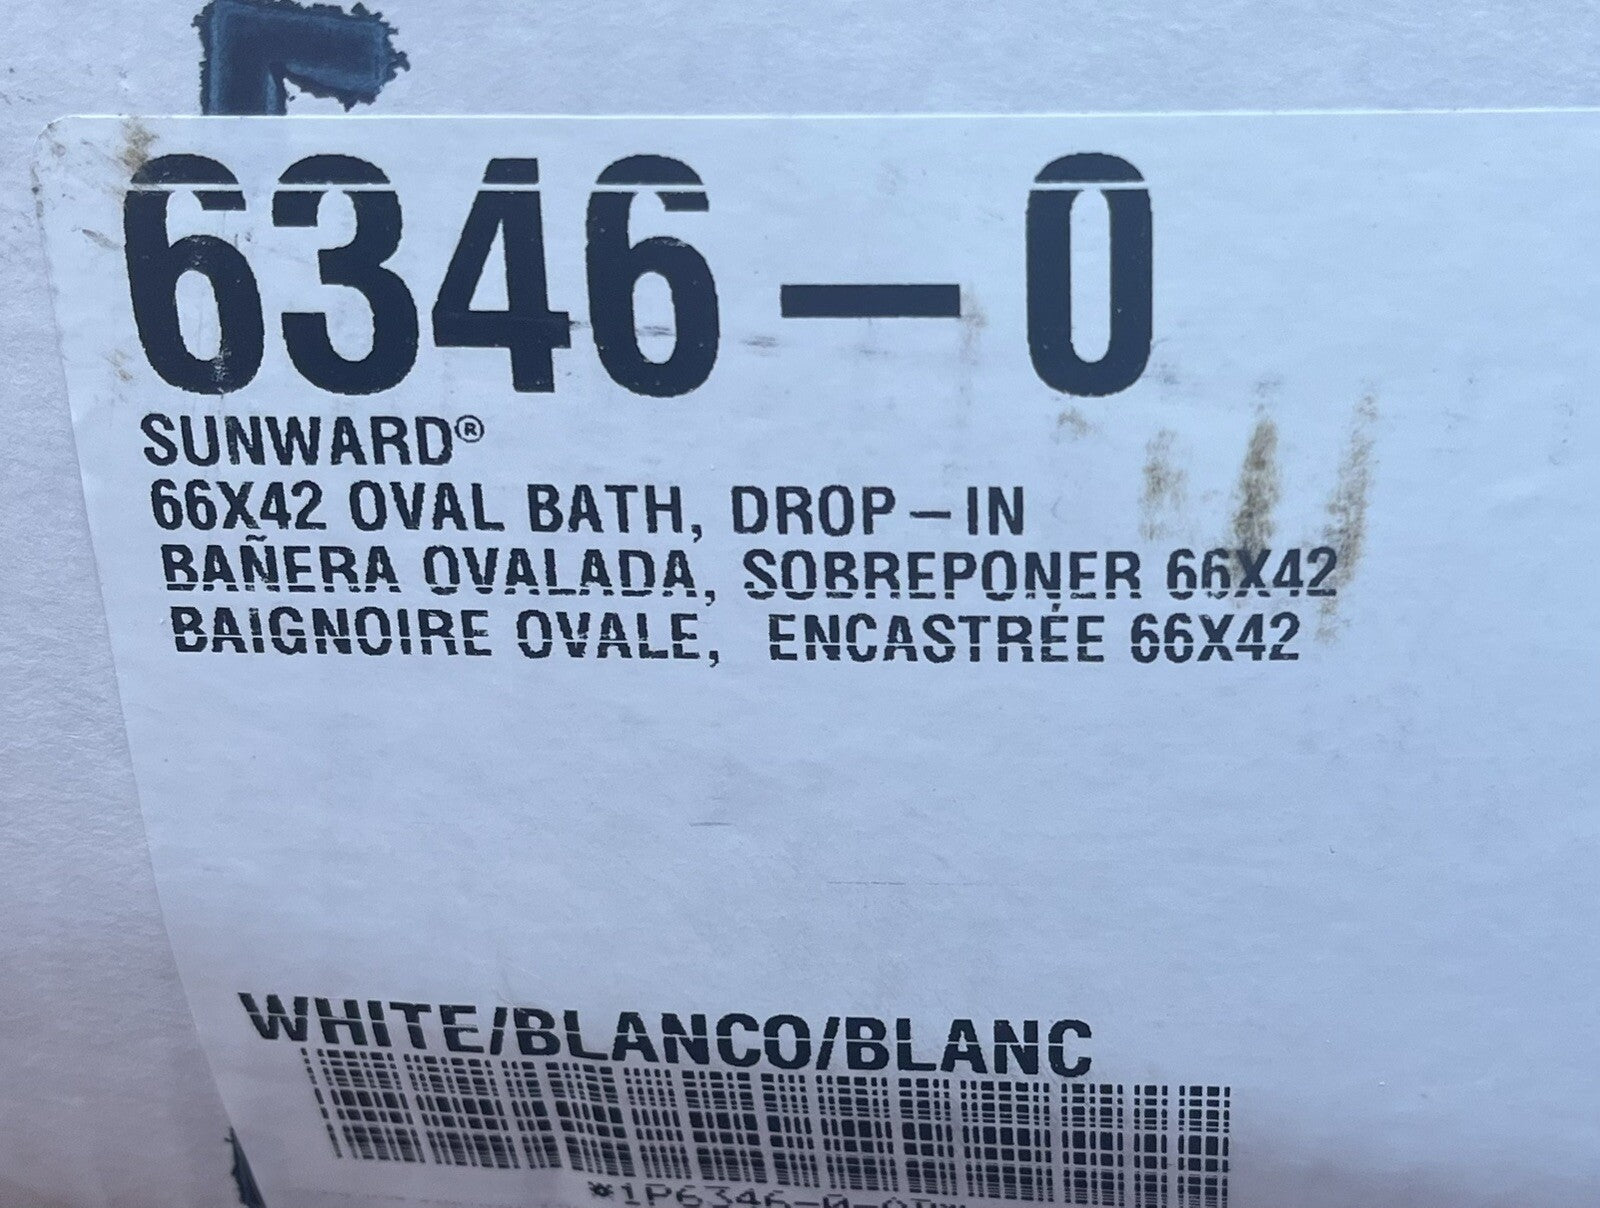 6346-0
SUNWARD®
66X42 OVAL BATH, DROP-IN
BAÑERA OVALADA, SOBREPONER 66X42
BAIGNOIRE OVALE, ENCASTRÉE 66X42
WHITE/BLANCO/BLANC